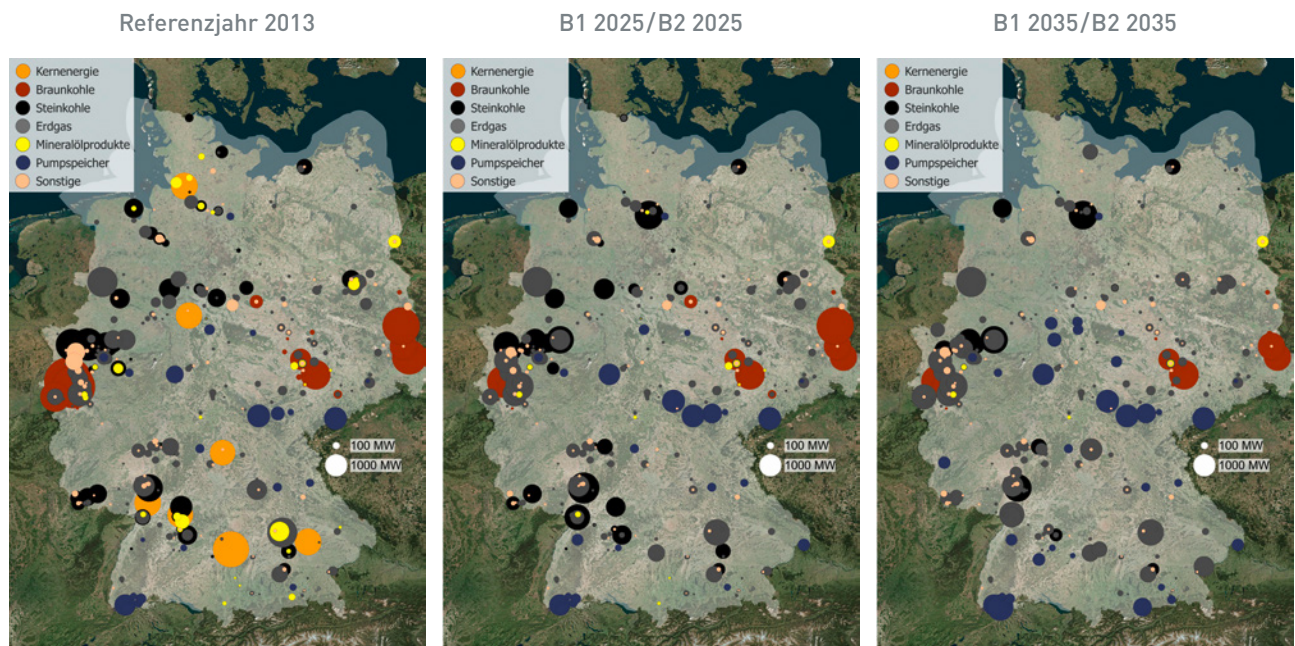 Referenzjahr 2013
B1 2025/B2 2025
B1 2035/B2 2035
Kernenergie
Braunkohle
Steinkohle
Erdgas
Mineralölprodukte
Pumpspeicher
Sonstige
100 MW
1000 MW
Kernenergie
Braunkohle
Steinkohle
Erdgas
Mineralölprodukte
Pumpspeicher
Sonstige
100 MW
1000 MW
Kernenergie
Braunkohle
Steinkohle
Erdgas
Mineralölprodukte
Pumpspeicher
Sonstige
100 MW
1000 MW